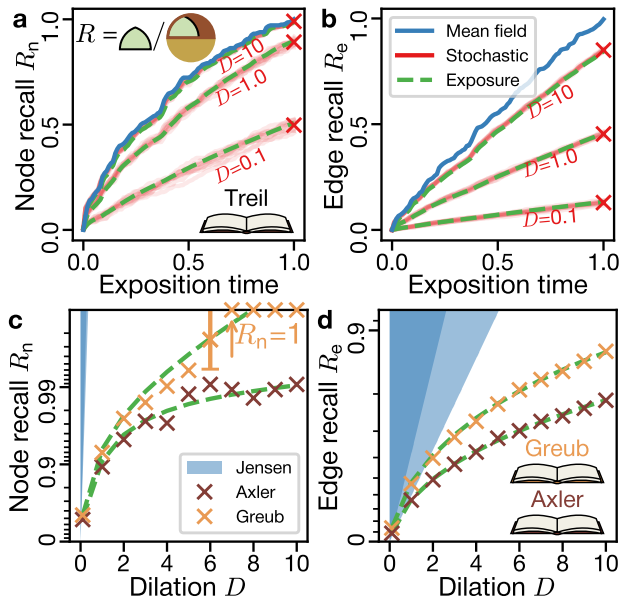 a
R = /
Node recall Rₙ
1.0
0.5
0.0
D=10
D=1.0
D=0.1
Treil
0.0 0.5 1.0
Exposition time
b
Edge recall Rₑ
1.0
0.5
0.0
Mean field
Stochastic
Exposure
D=10
D=1.0
D=0.1
0.0 0.5 1.0
Exposition time
c
Node recall Rₙ
0.99
0.9
0
Rₙ=1
Jensen
Axler
Greub
0 2 4 6 8 10
Dilation D
d
Edge recall Rₑ
0.9
0
Greub
Axler
0 2 4 6 8 10
Dilation D